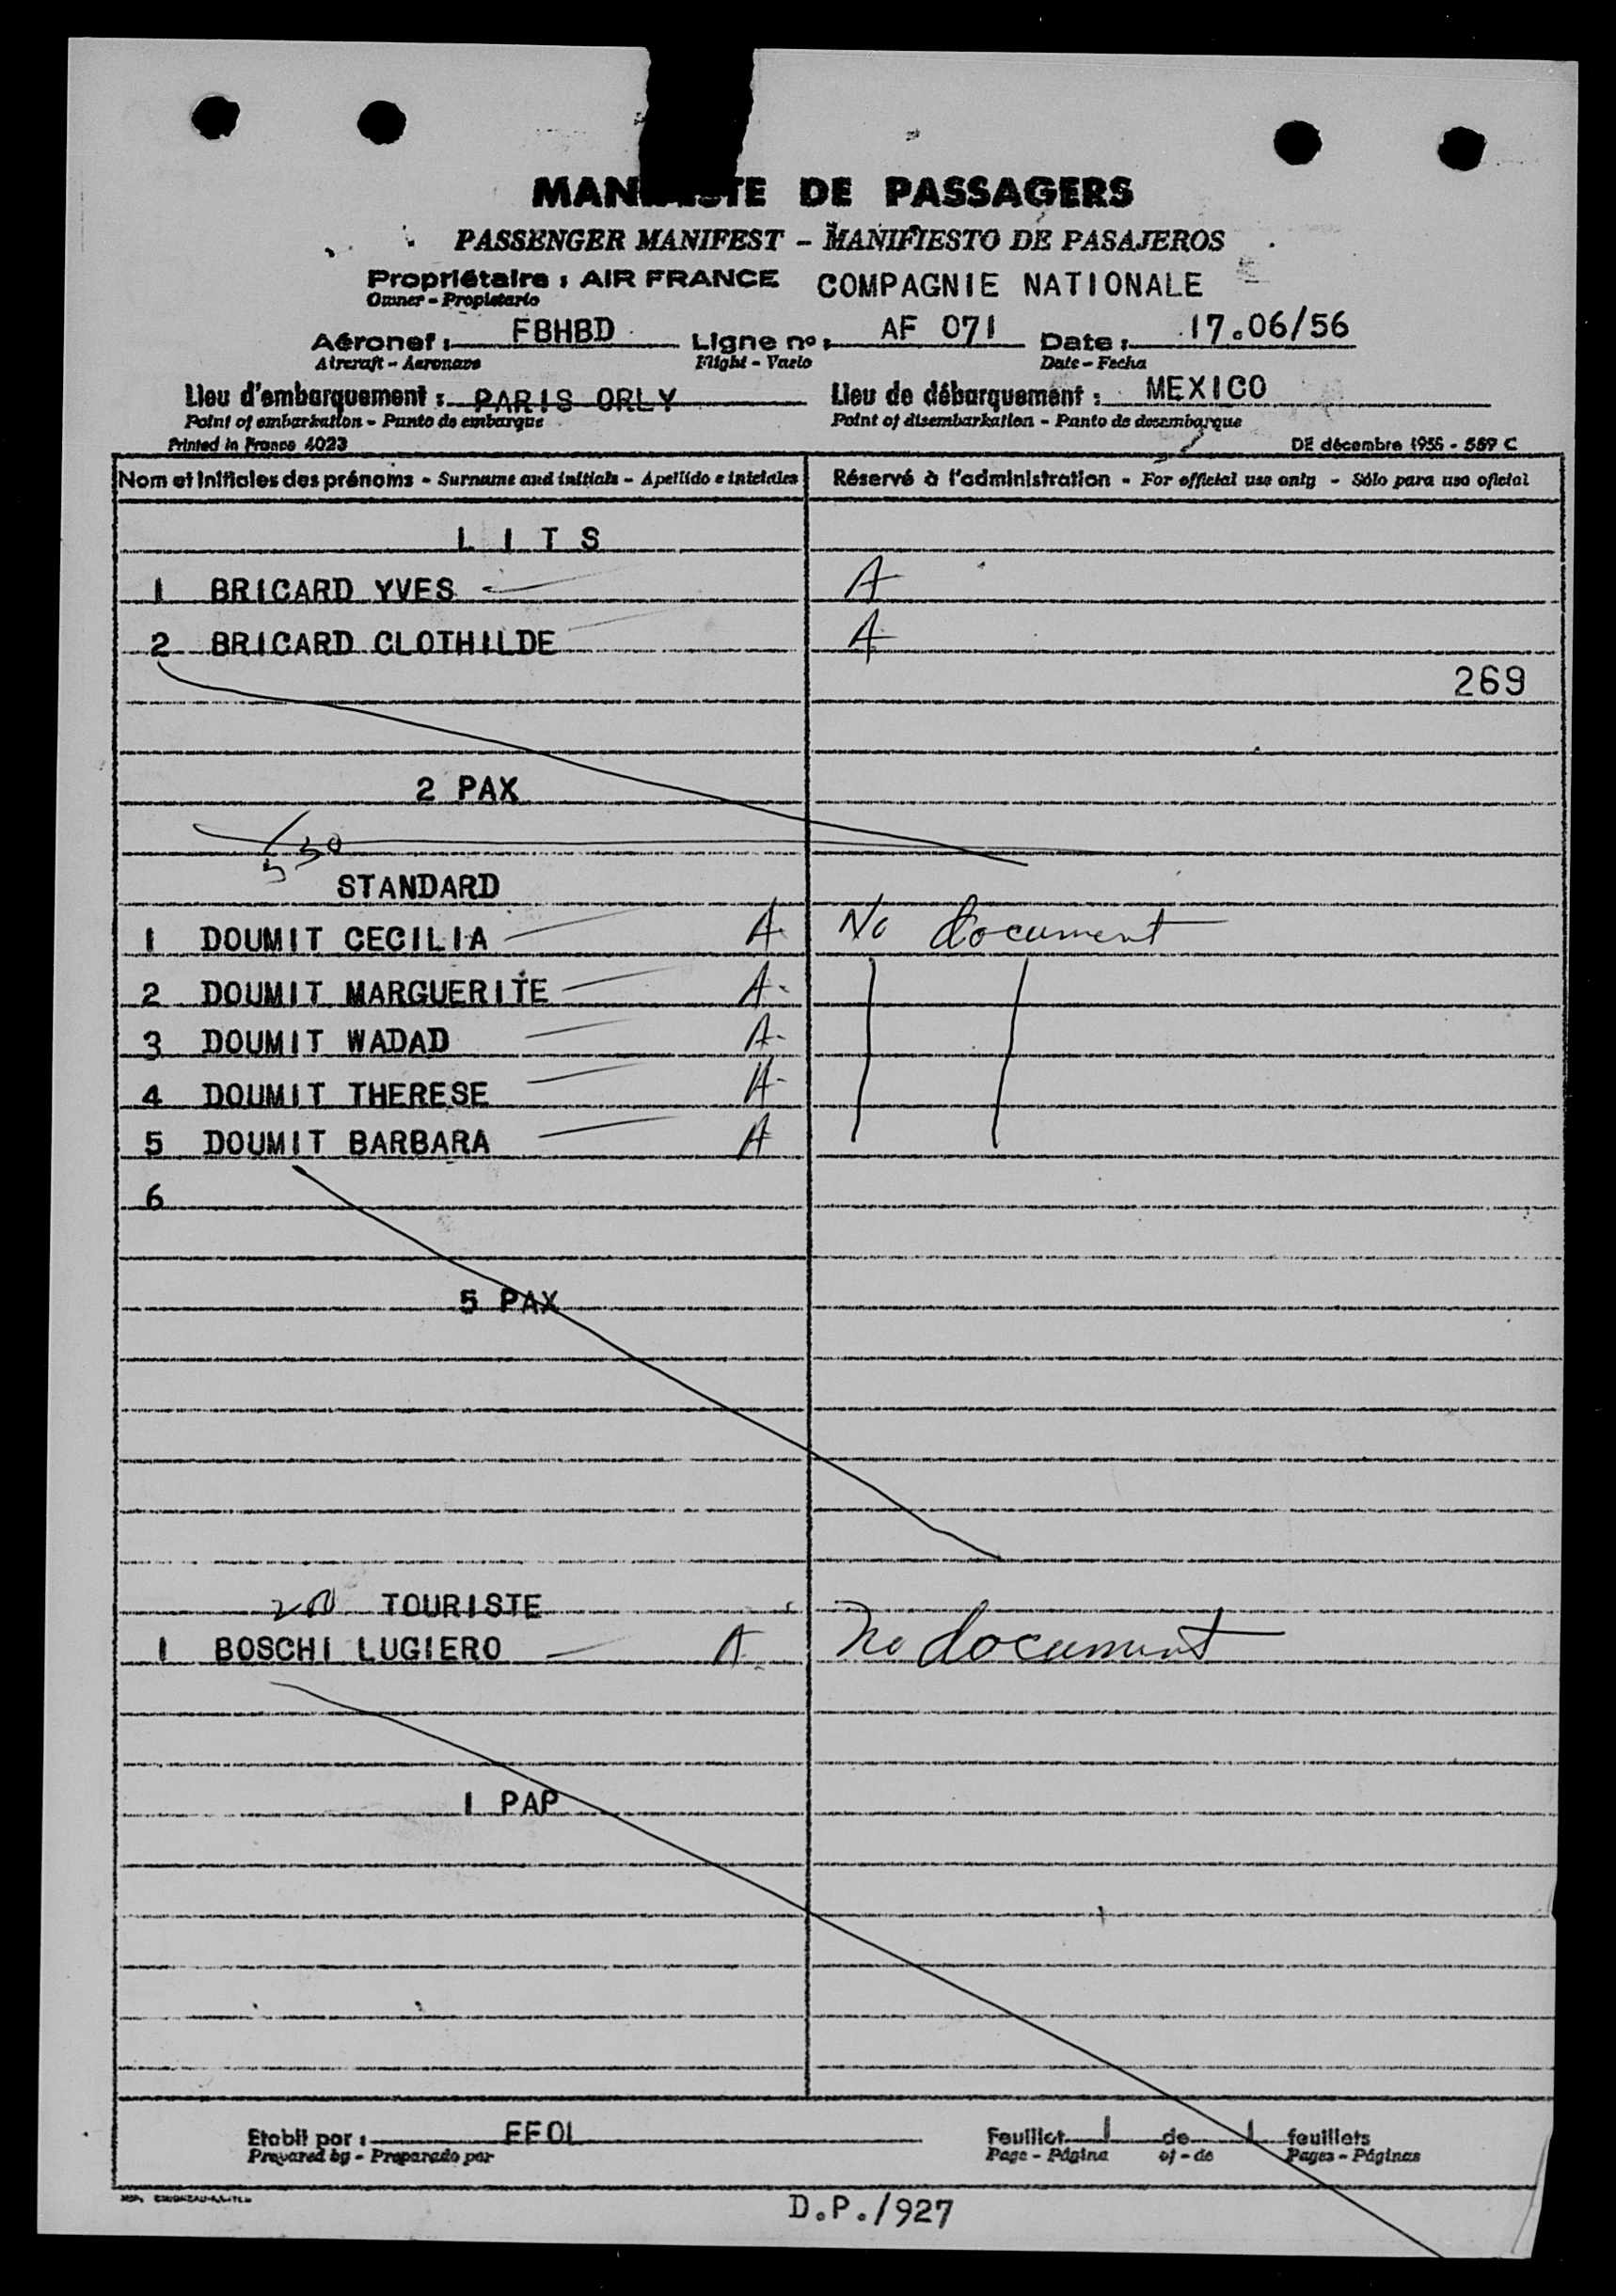 DE PASSAGERS
PASSENGER MANIFEST - MANIFIESTO DE PASAJEROS
Propriétaire : AIR FRANCE COMPAGNIE NATIONALE
Owner - Propietario
Aéronef : FBHBD Ligne nº : AF 071 Date : 17.06/56
Aircraft - Aeronave Flight - Vuelo Date - Fecha
Lieu d'embarquement : PARIS ORLY Lieu de débarquement : MEXICO
Point of embarkation - Punto de embarque Point of disembarkation - Punto de desembarque
Printed in France 4023 DE décembre 1955 - 559 C
Nom et initiales des prénoms - Surname and initials - Apellido e iniciales Réservé à l'administration - For official use only - Sólo para uso oficial
L I T S
1 BRICARD YVES A
2 BRICARD CLOTHILDE A
269
2 PAX
STANDARD
1 DOUMIT CECILIA A No document
2 DOUMIT MARGUERITE A-
3 DOUMIT WADAD A-
4 DOUMIT THERESE A-
5 DOUMIT BARBARA A
6
5 PAX
TOURISTE
1 BOSCHI LUGIERO A no document
1 PAP
Etabli par : EFOL Feuillet 1 de 1 feuillets
Prepared by - Preparado por Page - Página of - de Pages - Páginas
D.P./927